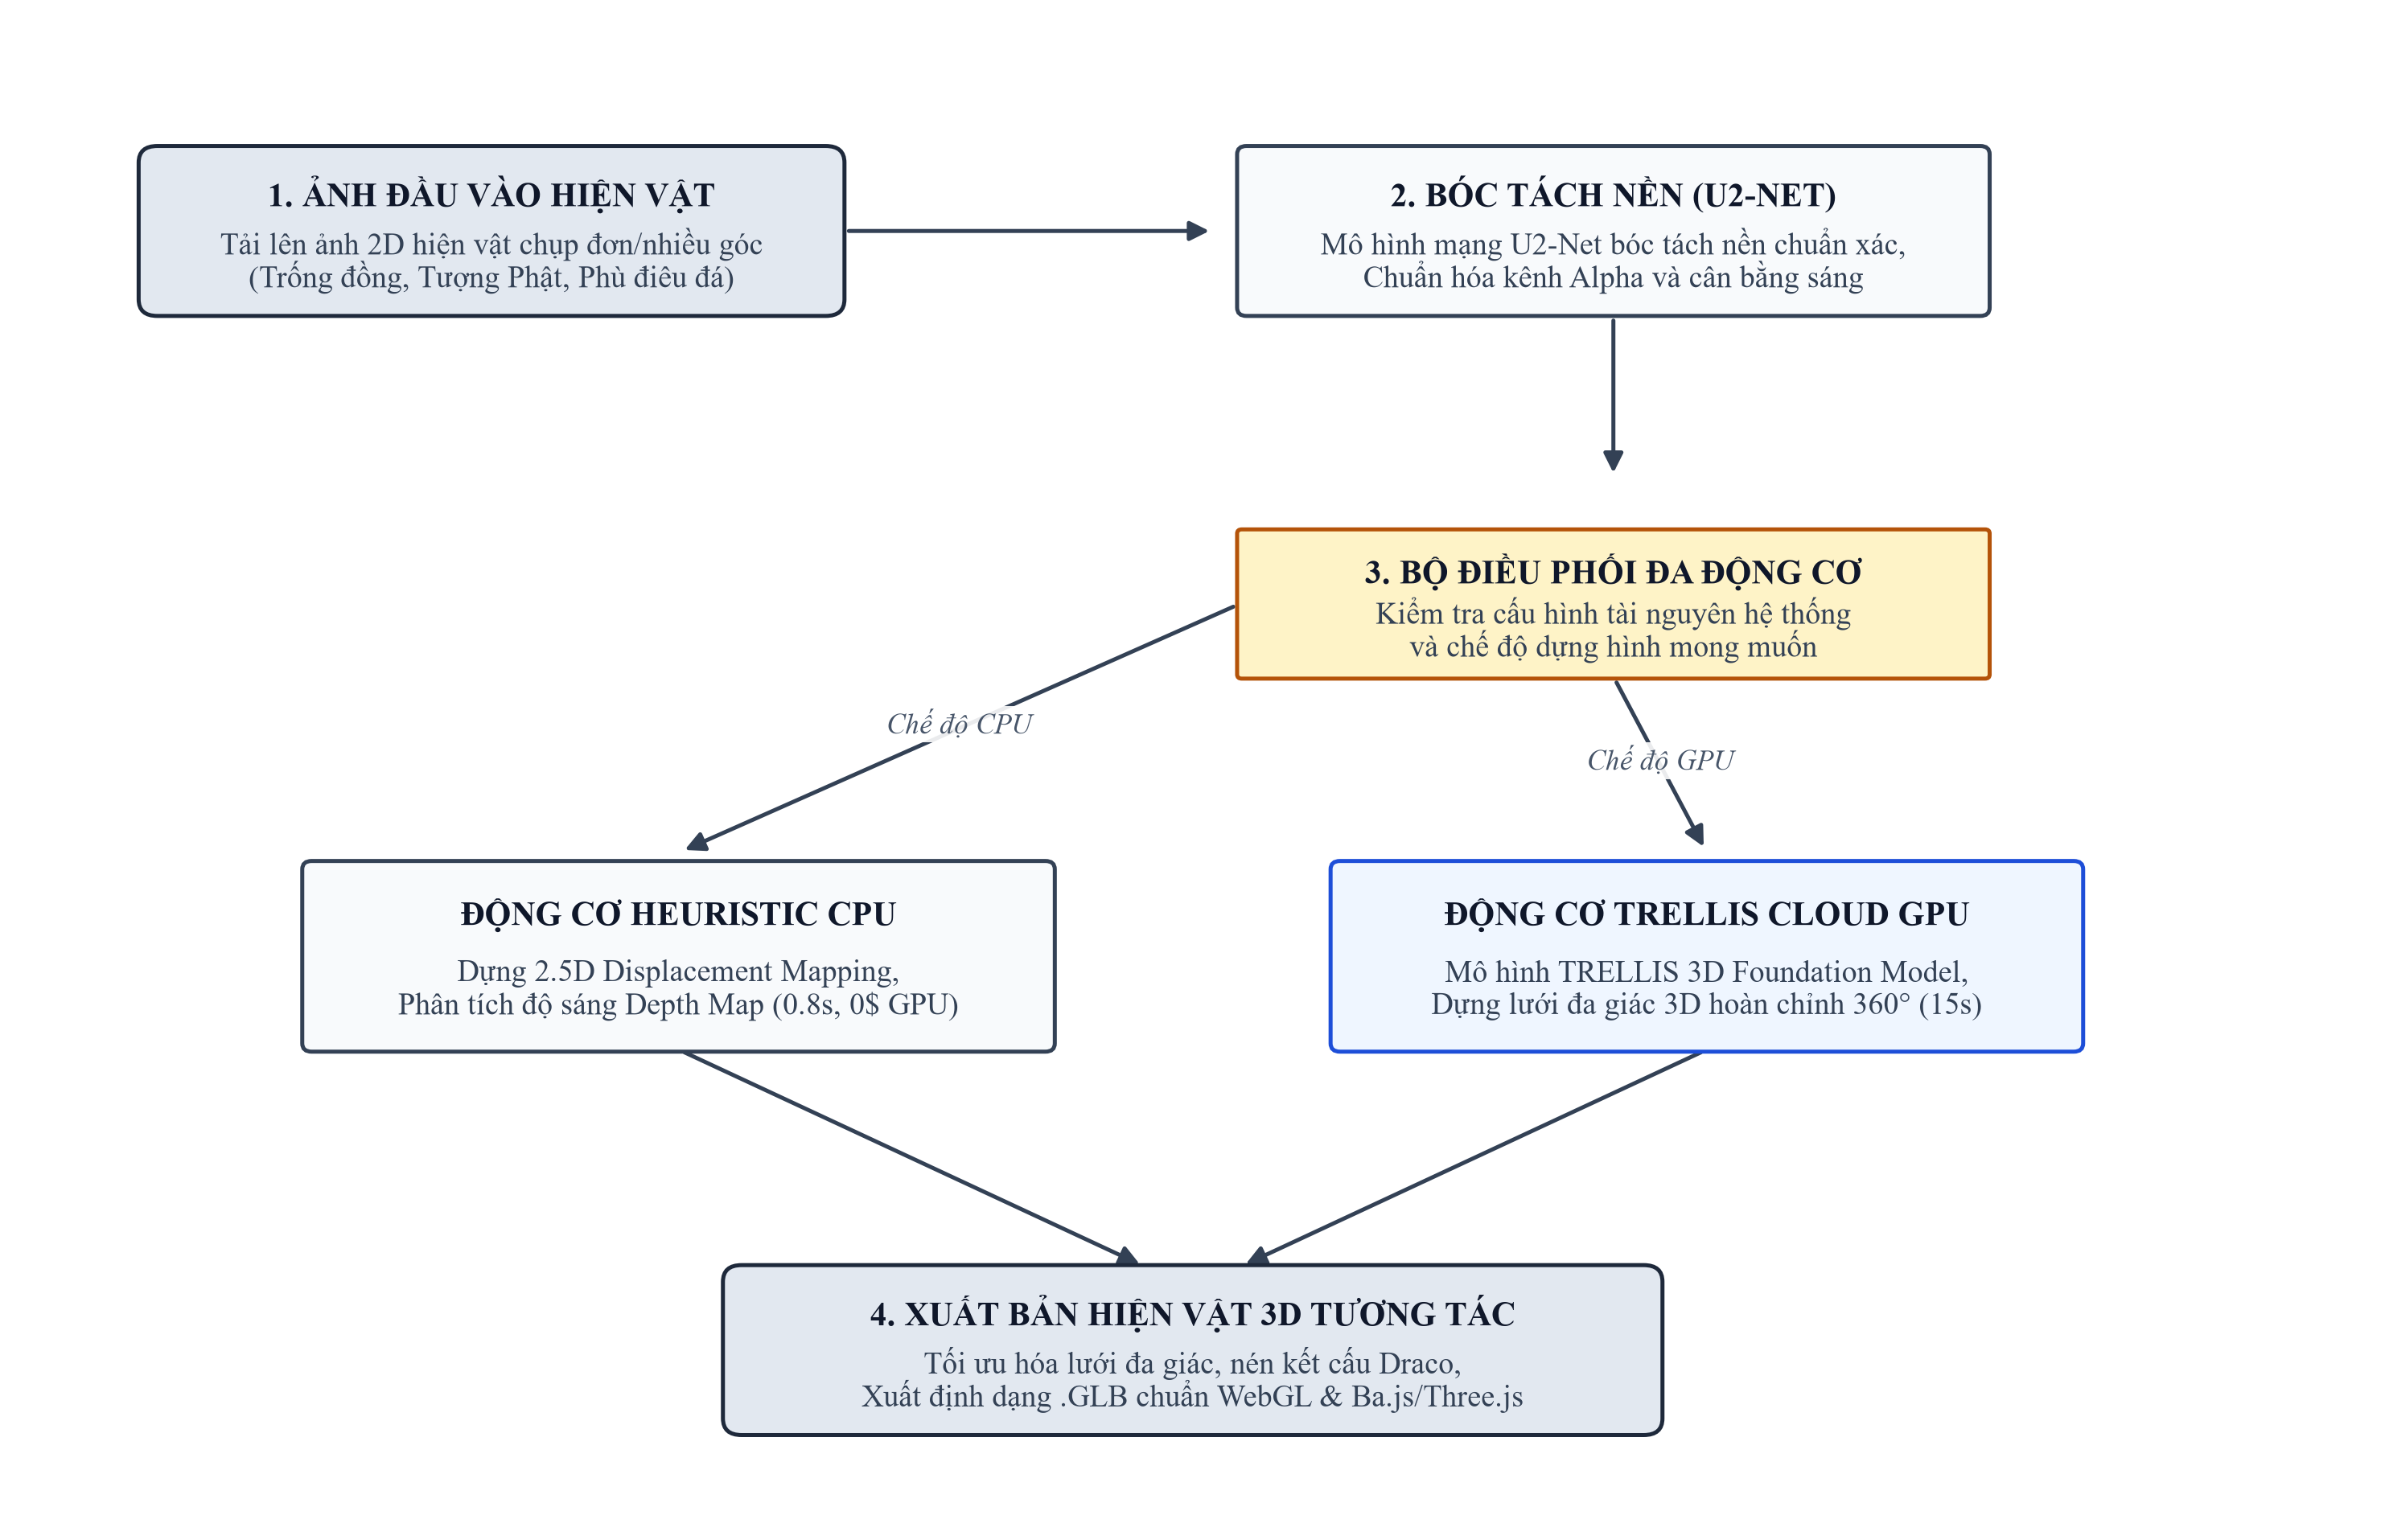 1. ẢNH ĐẦU VÀO HIỆN VẬT
Tải lên ảnh 2D hiện vật chụp đơn/nhiều góc
(Trống đồng, Tượng Phật, Phù điêu đá)
2. BÓC TÁCH NỀN (U2-NET)
Mô hình mạng U2-Net bóc tách nền chuẩn xác,
Chuẩn hóa kênh Alpha và cân bằng sáng
3. BỘ ĐIỀU PHỐI ĐA ĐỘNG CƠ
Kiểm tra cấu hình tài nguyên hệ thống
và chế độ dựng hình mong muốn
Chế độ CPU
Chế độ GPU
ĐỘNG CƠ HEURISTIC CPU
Dựng 2.5D Displacement Mapping,
Phân tích độ sáng Depth Map (0.8s, 0$ GPU)
ĐỘNG CƠ TRELLIS CLOUD GPU
Mô hình TRELLIS 3D Foundation Model,
Dựng lưới đa giác 3D hoàn chỉnh 360° (15s)
4. XUẤT BẢN HIỆN VẬT 3D TƯƠNG TÁC
Tối ưu hóa lưới đa giác, nén kết cấu Draco,
Xuất định dạng .GLB chuẩn WebGL & Ba.js/Three.js